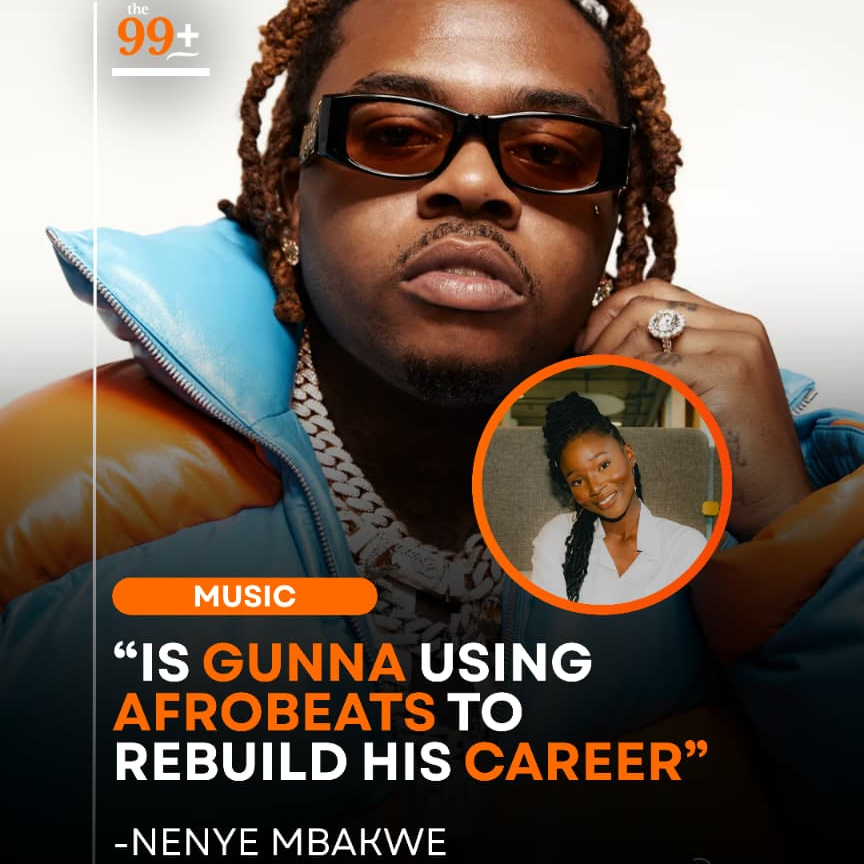 the
99+
MUSIC
“IS GUNNA USING
AFROBEATS TO
REBUILD HIS CAREER”
-NENYE MBAKWE